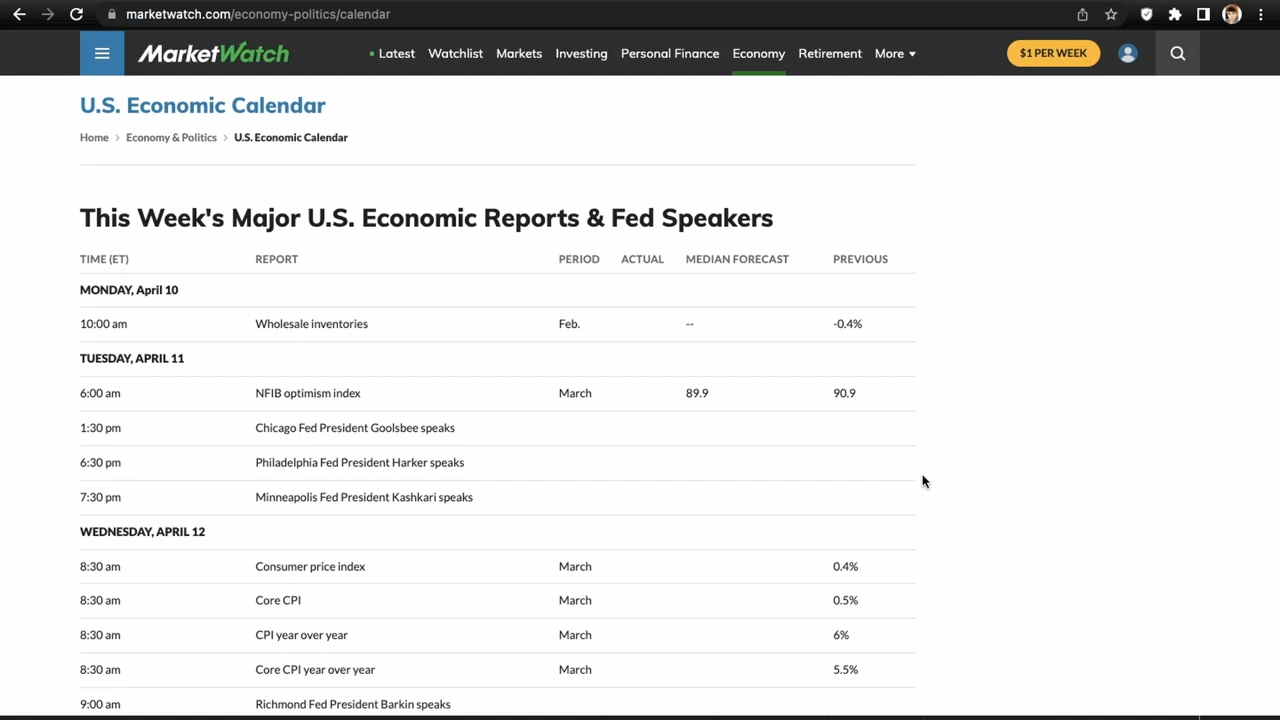 marketwatch.com/economy-politics/calendar
MarketWatch
Latest Watchlist Markets Investing Personal Finance Economy Retirement More
$1 PER WEEK
U.S. Economic Calendar
Home > Economy & Politics > U.S. Economic Calendar
This Week's Major U.S. Economic Reports & Fed Speakers
TIME (ET) REPORT PERIOD ACTUAL MEDIAN FORECAST PREVIOUS
MONDAY, April 10
10:00 am Wholesale inventories Feb. -- -0.4%
TUESDAY, APRIL 11
6:00 am NFIB optimism index March 89.9 90.9
1:30 pm Chicago Fed President Goolsbee speaks
6:30 pm Philadelphia Fed President Harker speaks
7:30 pm Minneapolis Fed President Kashkari speaks
WEDNESDAY, APRIL 12
8:30 am Consumer price index March 0.4%
8:30 am Core CPI March 0.5%
8:30 am CPI year over year March 6%
8:30 am Core CPI year over year March 5.5%
9:00 am Richmond Fed President Barkin speaks